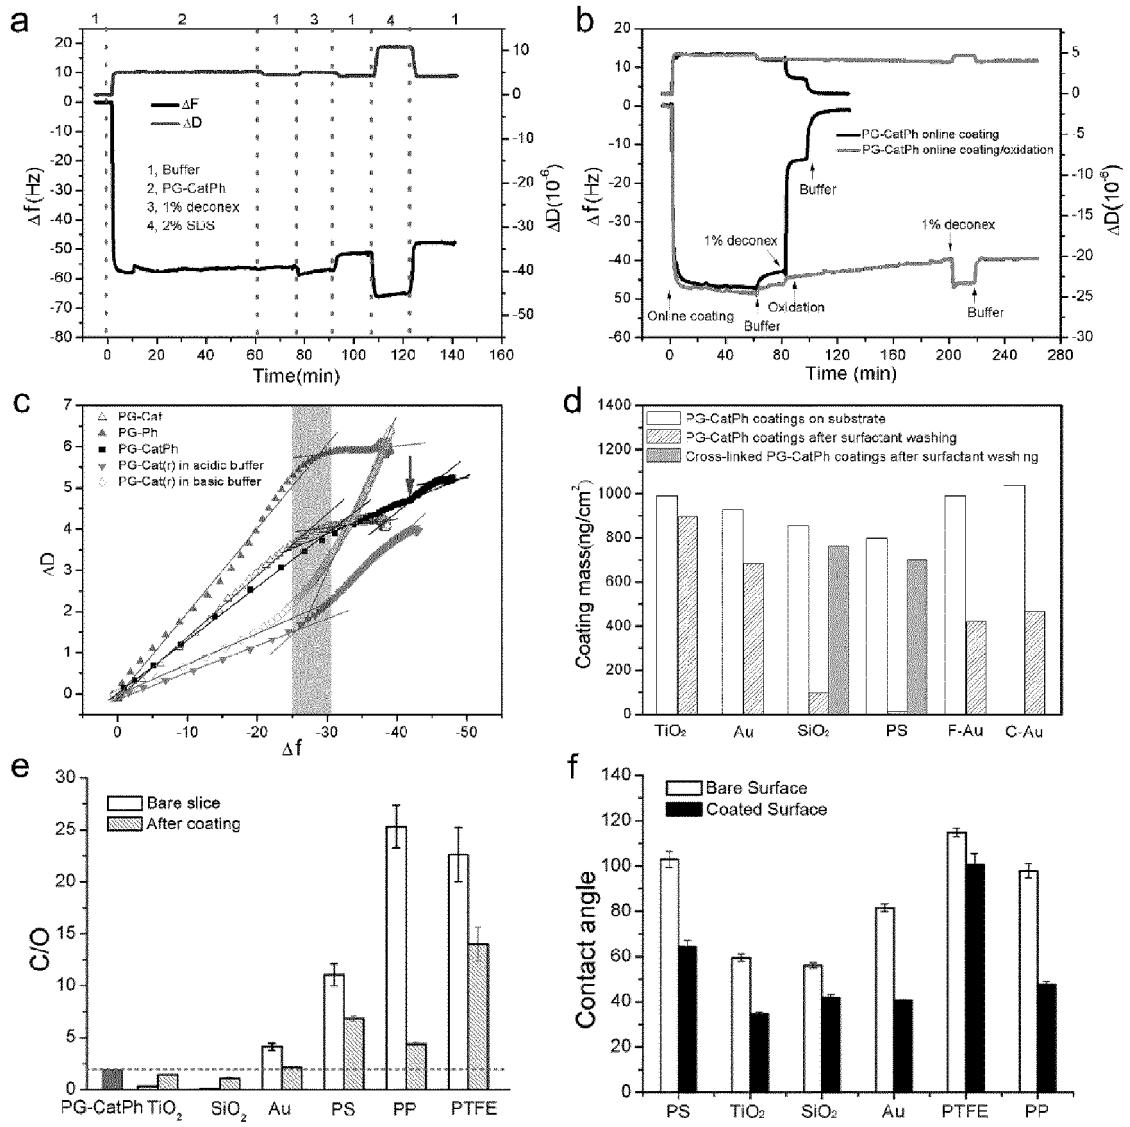 a
1 2 1 3 1 4 1
20
10
0
-10
-20
-30
-40
-50
-60
-70
-80
Δf(Hz)
10
5
0
-5
-10
-15
-20
-25
-30
-35
-40
-45
-50
ΔD(10⁻⁶)
ΔF
ΔD
1, Buffer
2, PG-CatPh
3, 1% deconex
4, 2% SDS
0 20 40 60 80 100 120 140 160
Time(min)
b
20
10
0
-10
-20
-30
-40
-50
-60
Δf(Hz)
10
5
0
-5
-10
-15
-20
-25
-30
ΔD(10⁻⁶)
PG-CatPh online coating
PG-CatPh online coating/oxidation
Buffer
1% deconex
1% deconex
Online coating
Buffer
Oxidation
Buffer
0 40 80 120 160 200 240 280
Time (min)
c
7
6
5
4
3
2
1
0
ΔD
PG-Cat
PG-Ph
PG-CatPh
PG-Cat(r) in acidic buffer
PG-Cat(r) in basic buffer
0 -10 -20 -30 -40 -50
Δf
d
1400
1200
1000
800
600
400
200
0
Coating mass(ng/cm²)
PG-CatPh coatings on substrate
PG-CatPh coatings after surfactant washing
Cross-linked PG-CatPh coatings after surfactant washing
TiO₂ Au SiO₂ PS F-Au C-Au
e
30
25
20
15
10
5
0
C/O
Bare slice
After coating
PG-CatPh TiO₂ SiO₂ Au PS PP PTFE
f
140
120
100
80
60
40
20
0
Contact angle
Bare Surface
Coated Surface
PS TiO₂ SiO₂ Au PTFE PP